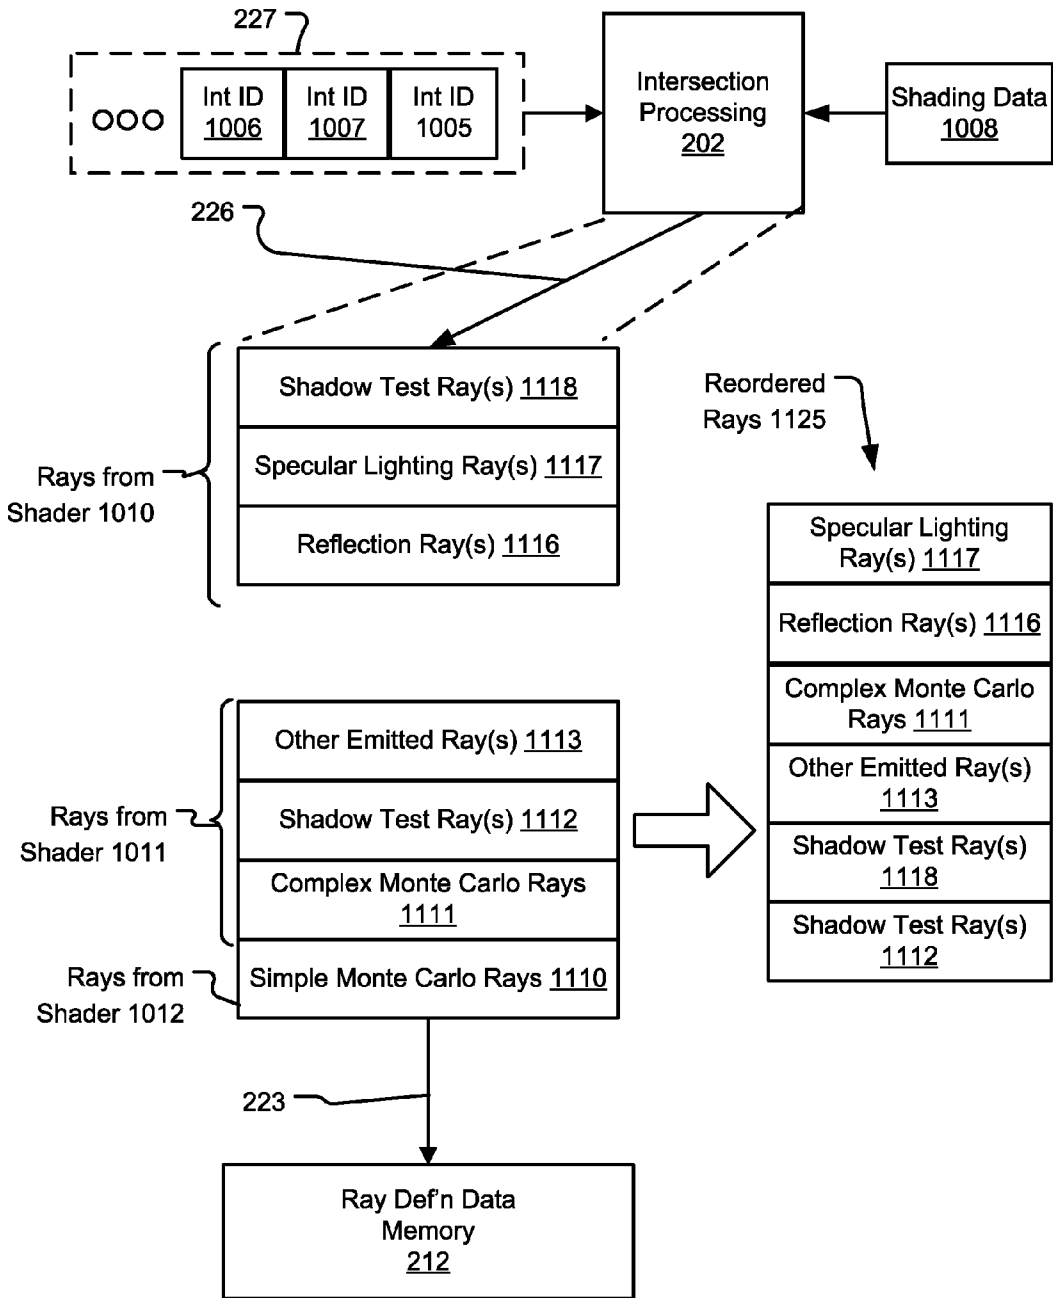 227
Int ID
1006
Int ID
1007
Int ID
1005
Intersection
Processing
202
Shading Data
1008
226
Shadow Test Ray(s) 1118
Specular Lighting Ray(s) 1117
Reflection Ray(s) 1116
Rays from
Shader 1010
Reordered
Rays 1125
Specular Lighting
Ray(s) 1117
Reflection Ray(s) 1116
Complex Monte Carlo
Rays 1111
Other Emitted Ray(s)
1113
Shadow Test Ray(s)
1118
Shadow Test Ray(s)
1112
Other Emitted Ray(s) 1113
Shadow Test Ray(s) 1112
Complex Monte Carlo Rays
1111
Rays from
Shader 1011
Simple Monte Carlo Rays 1110
Rays from
Shader 1012
223
Ray Def'n Data
Memory
212